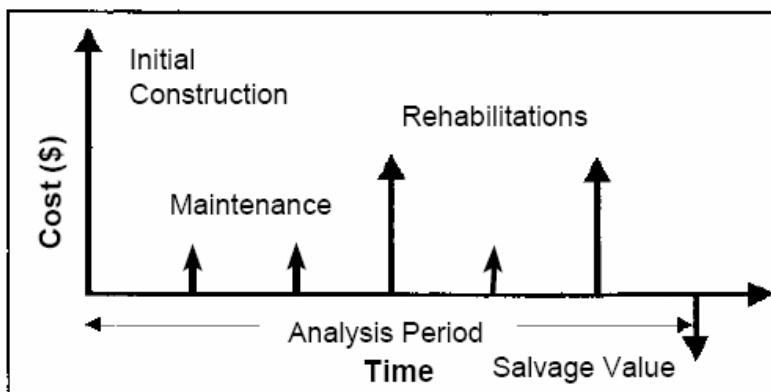 Initial
Construction
Rehabilitations
Maintenance
Cost ($)
Analysis Period
Time
Salvage Value